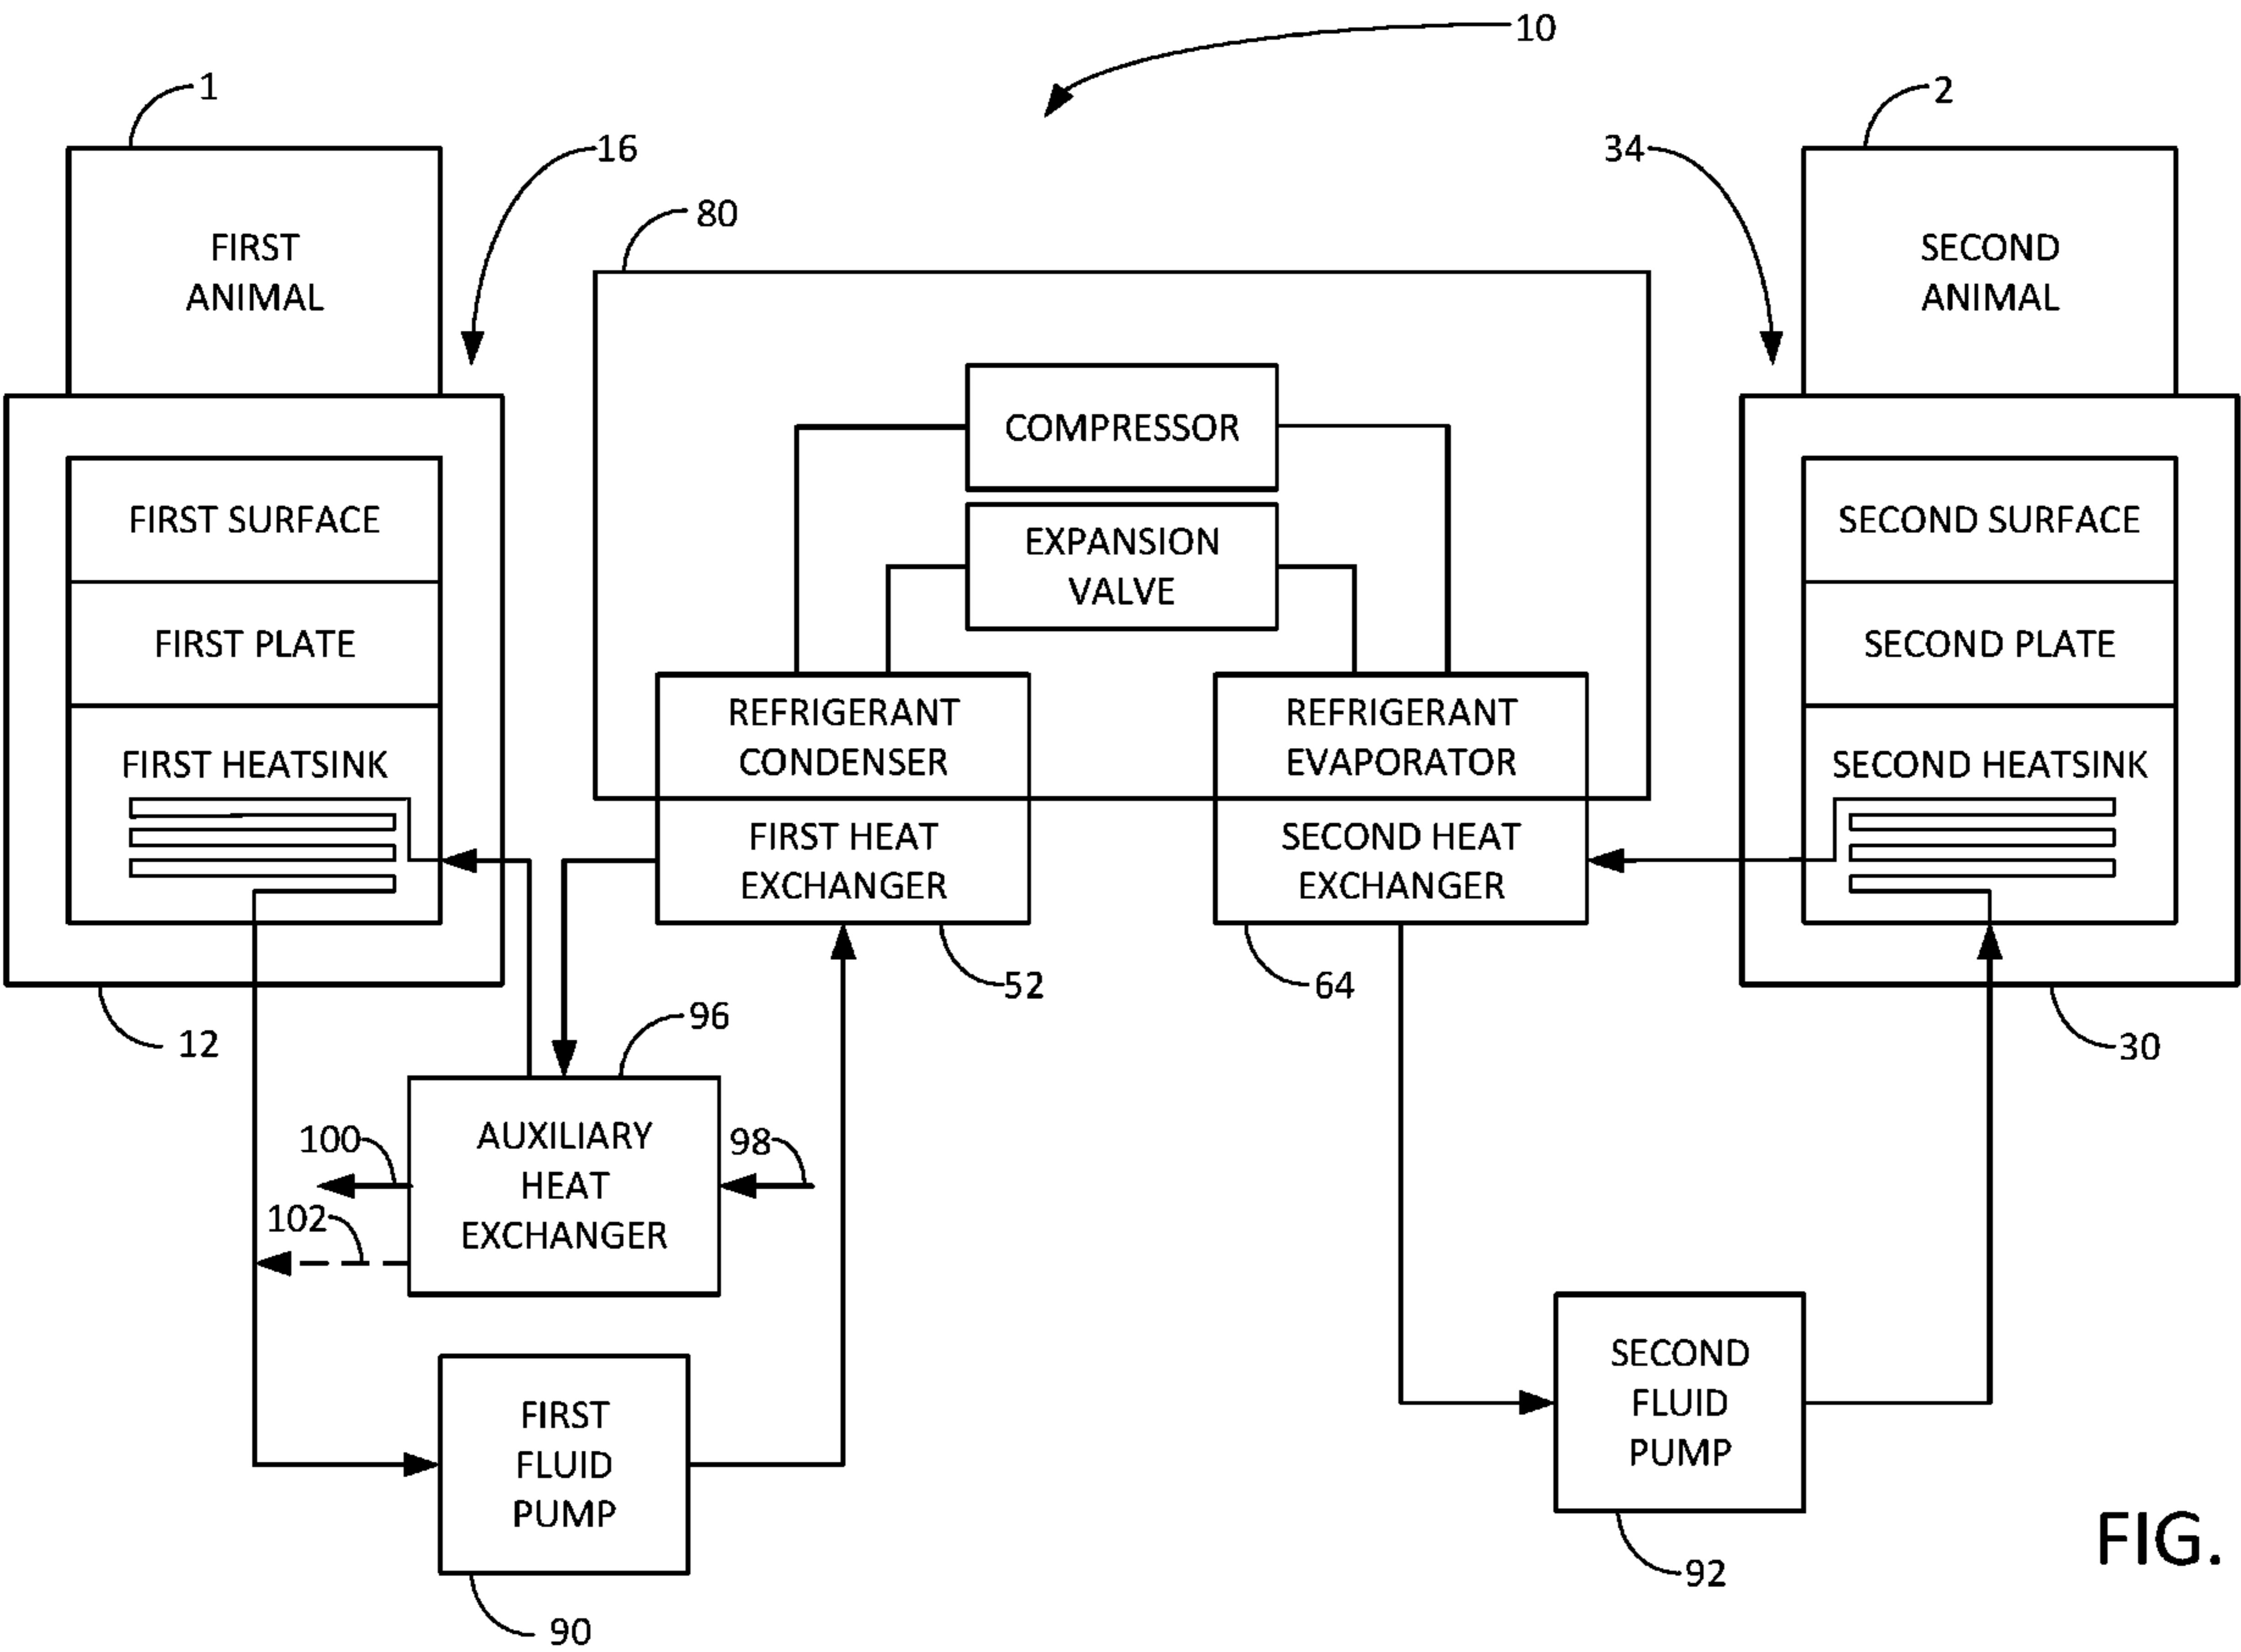 10
1
2
16
34
80
FIRST
ANIMAL
SECOND
ANIMAL
COMPRESSOR
EXPANSION
VALVE
FIRST SURFACE
FIRST PLATE
FIRST HEATSINK
SECOND SURFACE
SECOND PLATE
SECOND HEATSINK
REFRIGERANT
CONDENSER
REFRIGERANT
EVAPORATOR
FIRST HEAT
EXCHANGER
SECOND HEAT
EXCHANGER
52
64
12
96
30
AUXILIARY
HEAT
EXCHANGER
100
98
102
FIRST
FLUID
PUMP
SECOND
FLUID
PUMP
90
92
FIG.